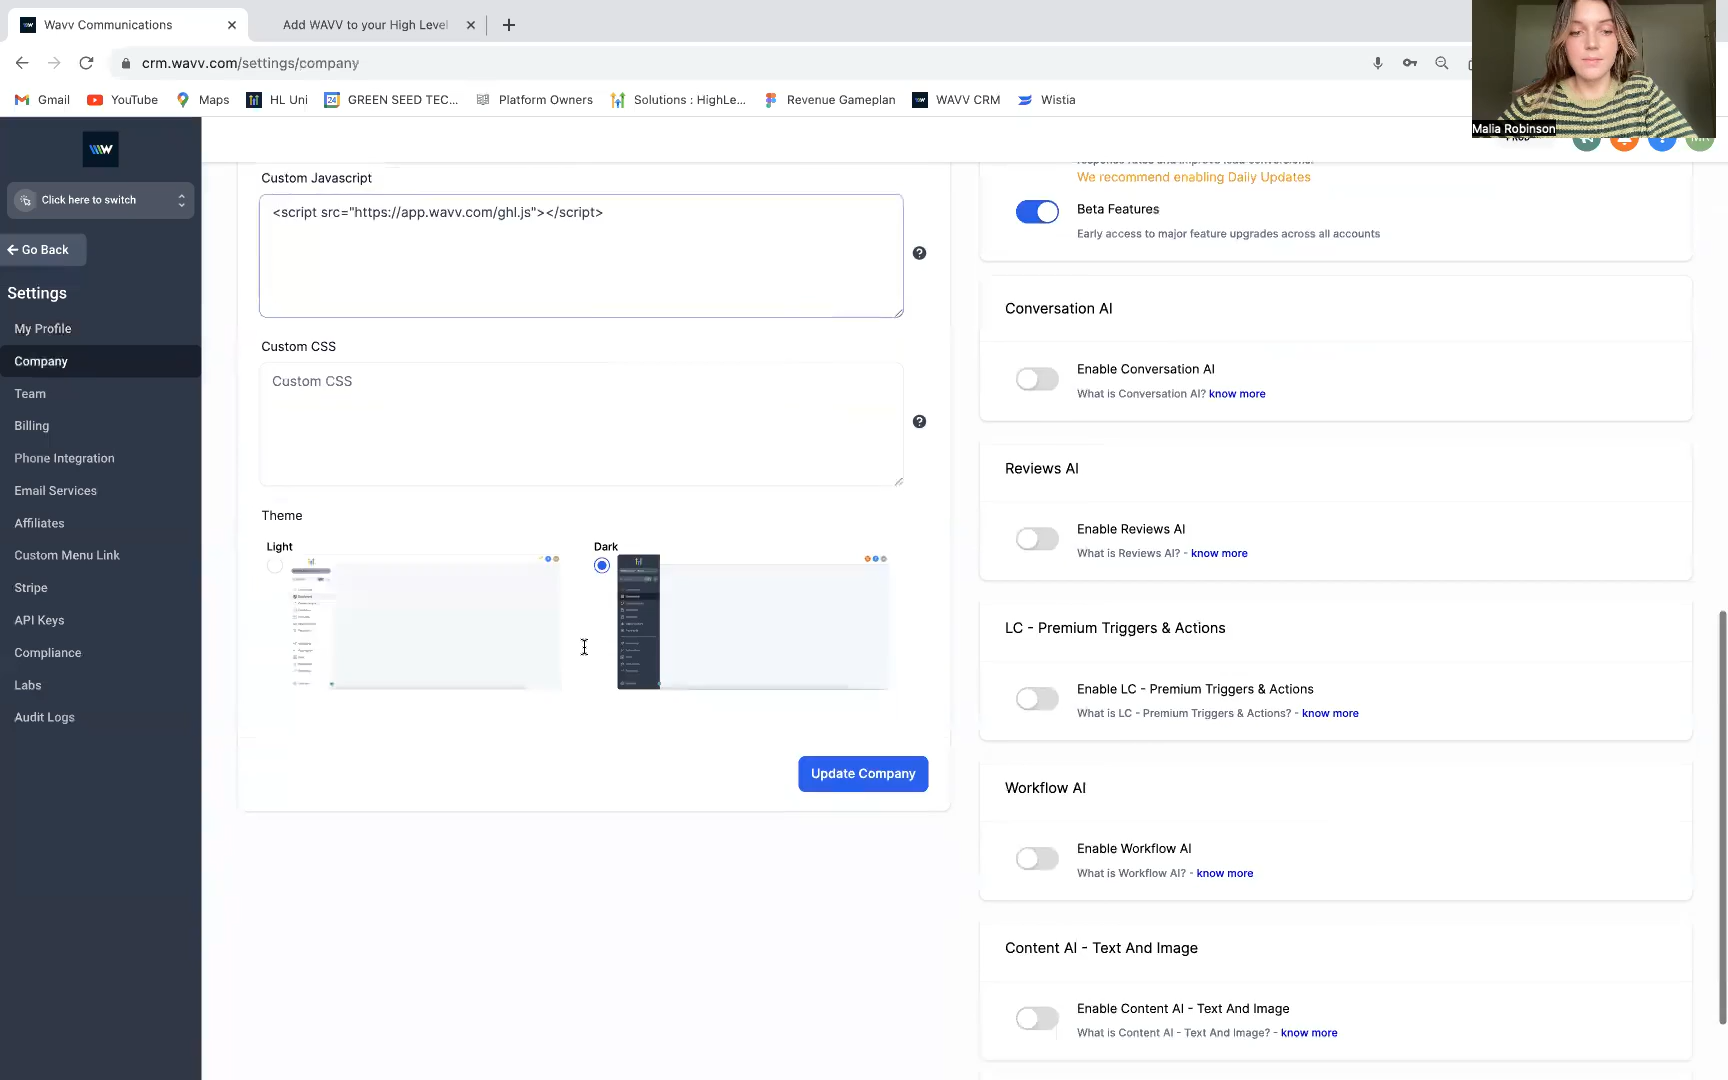 Wavv Communications
Add WAVV to your High Level
crm.wavv.com/settings/company
Gmail
YouTube
Maps
HL Uni
24
GREEN SEED TEC...
Platform Owners
Solutions : HighLe...
Revenue Gameplan
WAVV CRM
Wistia
Malia Robinson
Click here to switch
Go Back
Settings
My Profile
Company
Team
Billing
Phone Integration
Email Services
Affiliates
Custom Menu Link
Stripe
API Keys
Compliance
Labs
Audit Logs
Custom Javascript
<script src="https://app.wavv.com/ghl.js"></script>
Custom CSS
Custom CSS
Theme
Light
Dark
Update Company
We recommend enabling Daily Updates
Beta Features
Early access to major feature upgrades across all accounts
Conversation AI
Enable Conversation AI
What is Conversation AI? know more
Reviews AI
Enable Reviews AI
What is Reviews AI? - know more
LC - Premium Triggers & Actions
Enable LC - Premium Triggers & Actions
What is LC - Premium Triggers & Actions? - know more
Workflow AI
Enable Workflow AI
What is Workflow AI? - know more
Content AI - Text And Image
Enable Content AI - Text And Image
What is Content AI - Text And Image? - know more